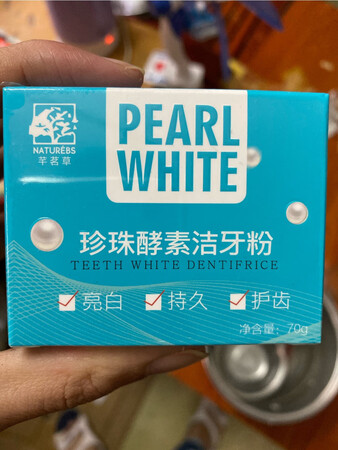 PEARL
WHITE
NATUREBS
芊茗草
珍珠酵素洁牙粉
TEETH WHITE DENTIFRICE
亮白 持久 护齿
净含量: 70g